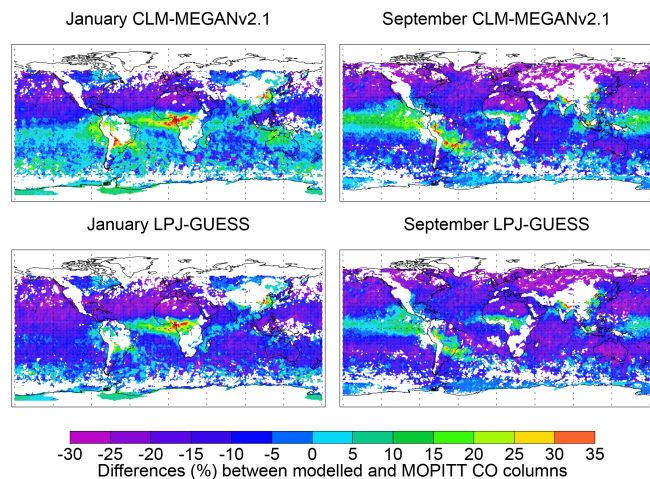 January CLM-MEGANv2.1
September CLM-MEGANv2.1
January LPJ-GUESS
September LPJ-GUESS
-30 -25 -20 -15 -10 -5 0 5 10 15 20 25 30 35
Differences (%) between modelled and MOPITT CO columns